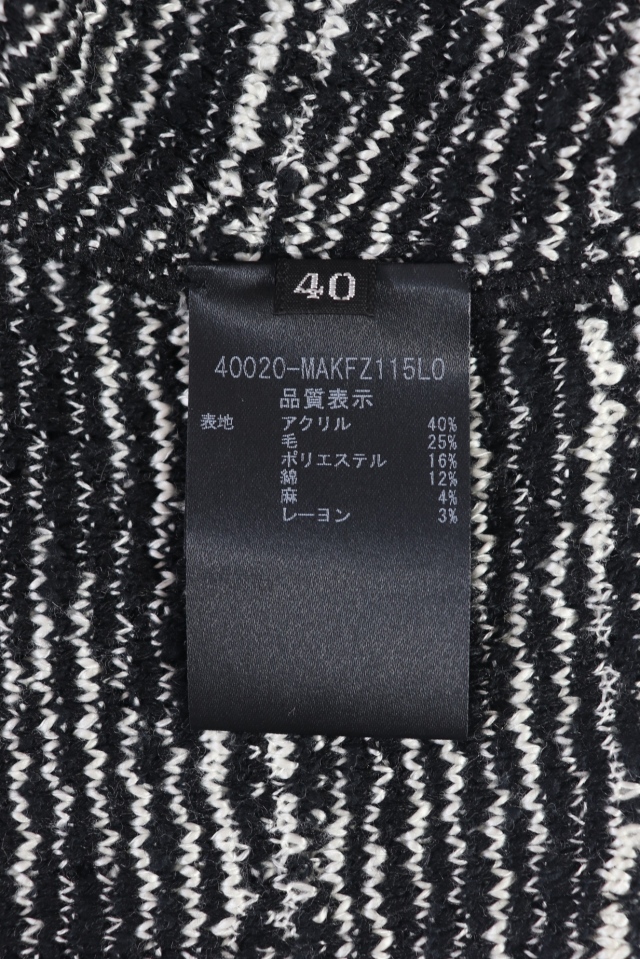 40
40020-MAKFZ115L0
品質表示
表地 アクリル 40%
毛 25%
ポリエステル 16%
綿 12%
麻 4%
レーヨン 3%